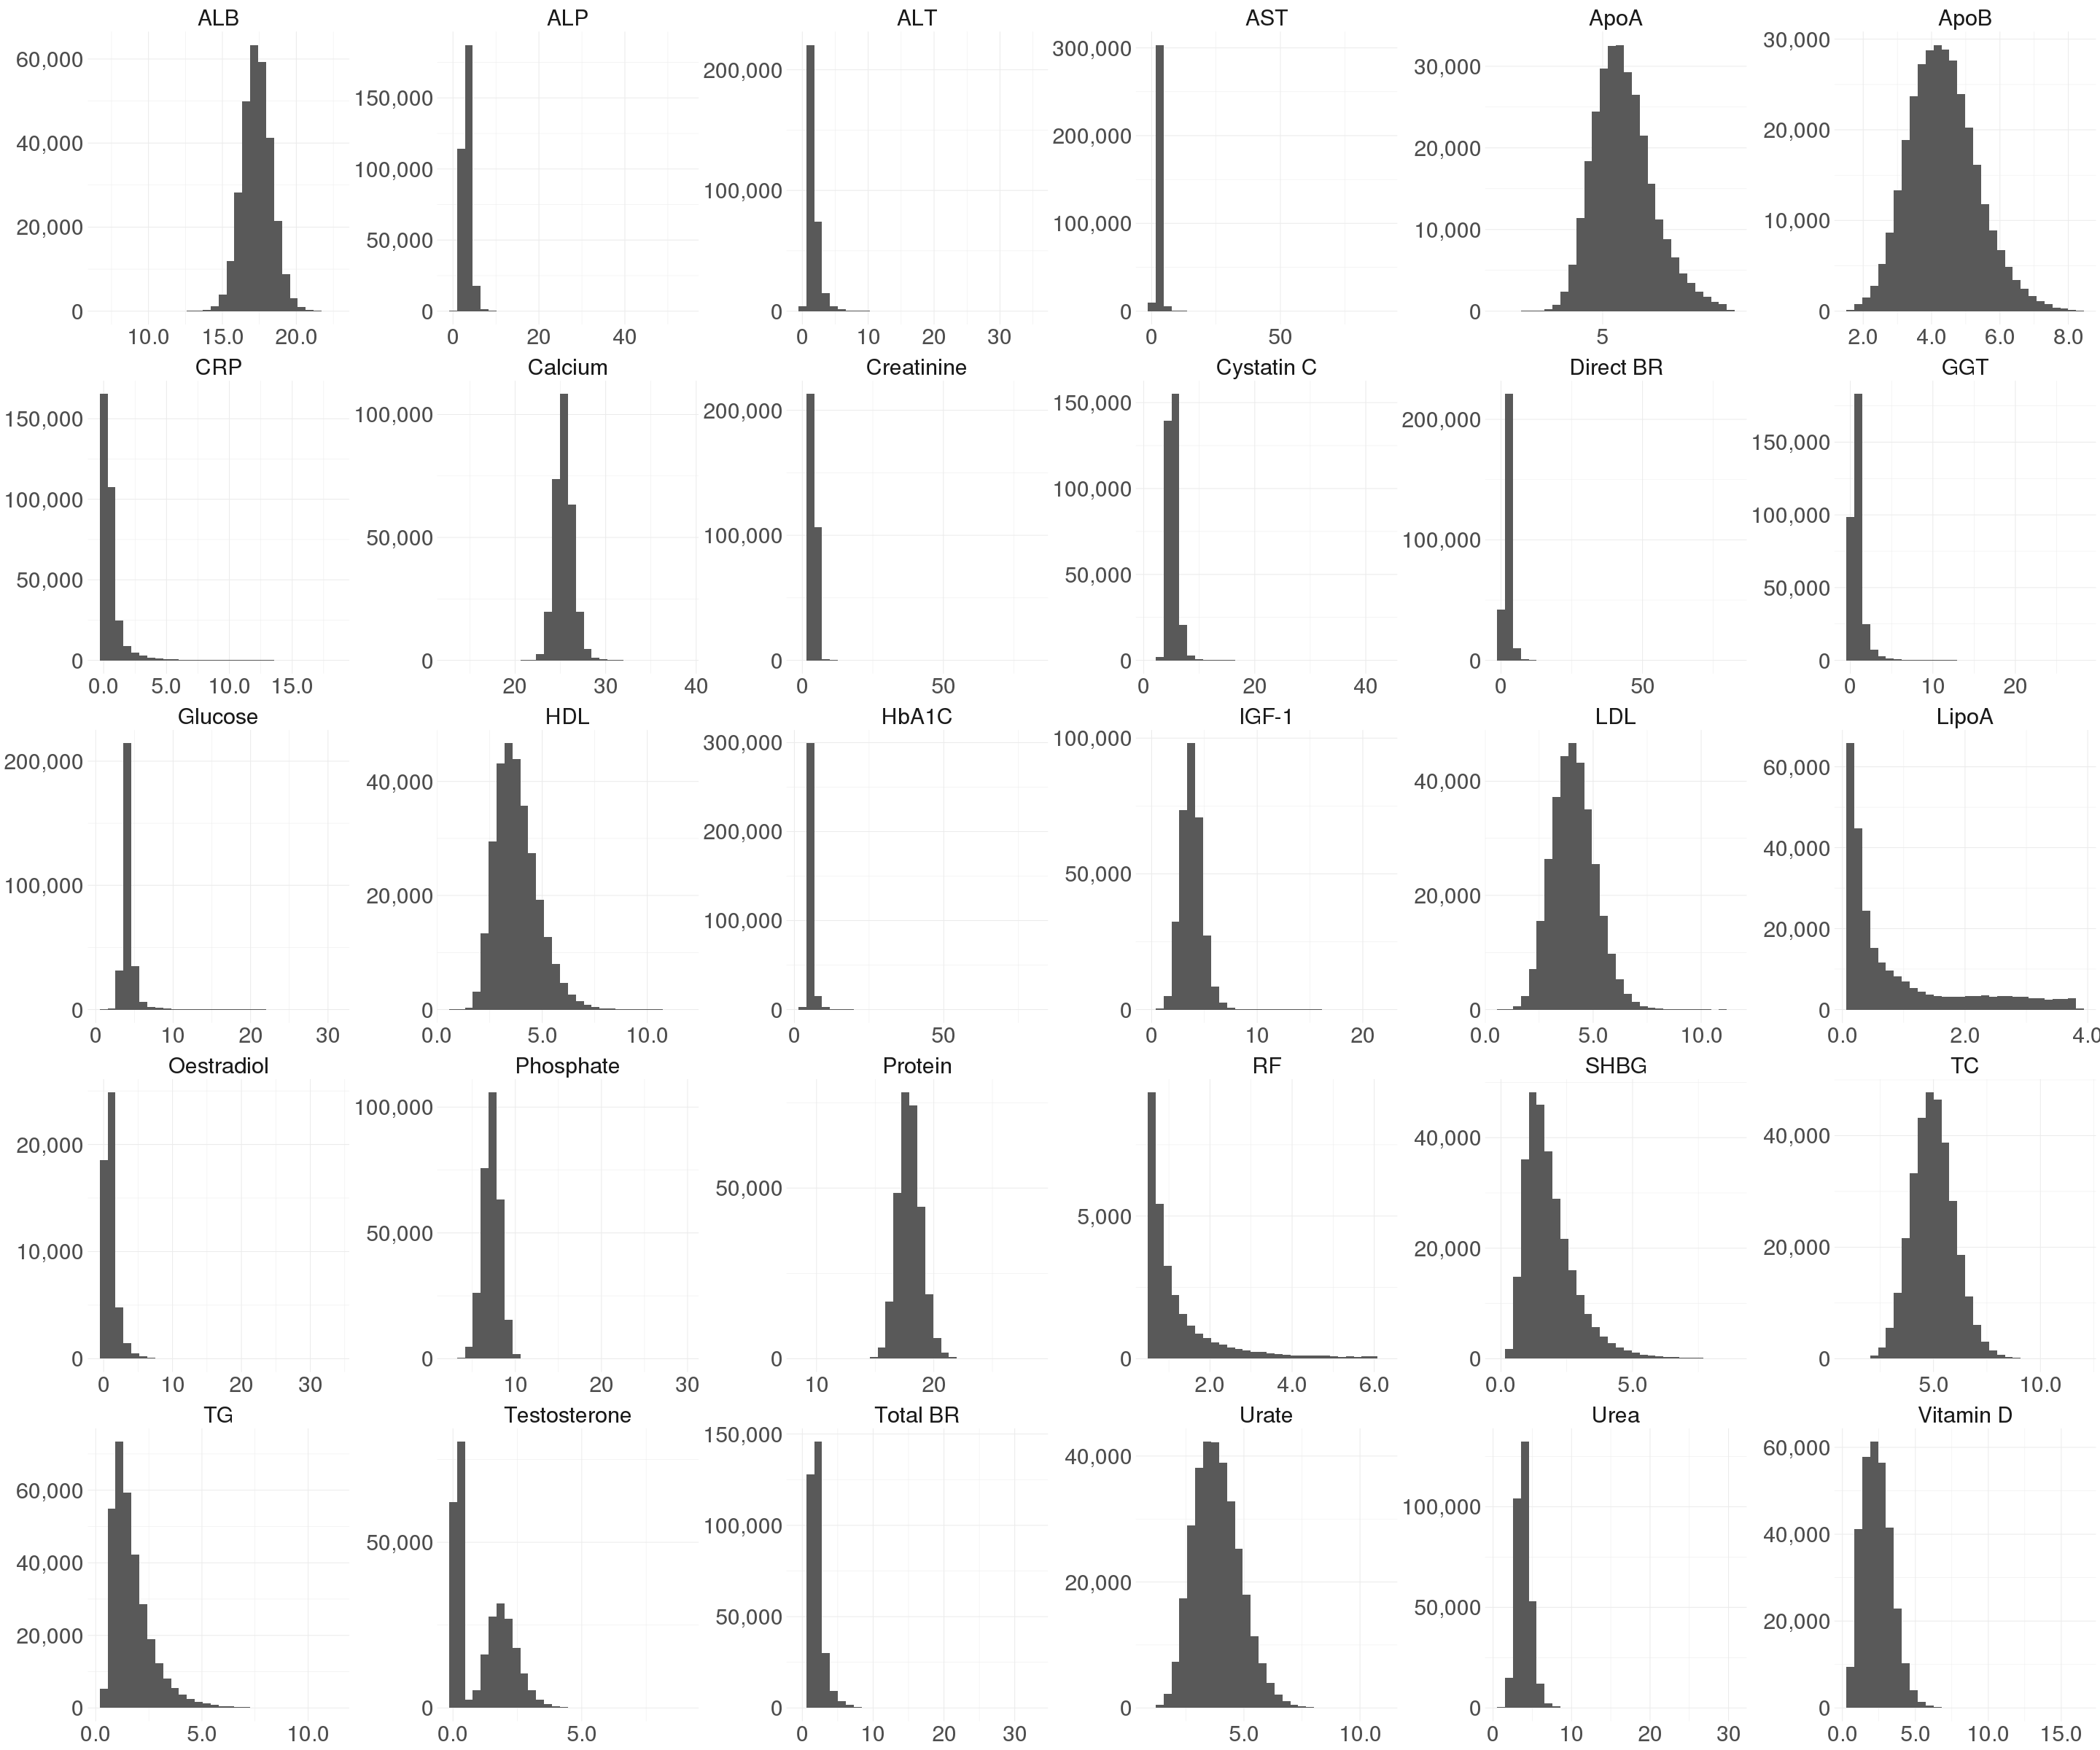 ALB ALP ALT AST ApoA ApoB
60,000 40,000 20,000 0
150,000 100,000 50,000 0
200,000 100,000 0
300,000 200,000 100,000 0
30,000 20,000 10,000 0
30,000 20,000 10,000 0
10.0 15.0 20.0 0 20 40 0 10 20 30 0 50 5 2.0 4.0 6.0 8.0
CRP Calcium Creatinine Cystatin C Direct BR GGT
150,000 100,000 50,000 0
100,000 50,000 0
200,000 100,000 0
150,000 100,000 50,000 0
200,000 100,000 0
150,000 100,000 50,000 0
0.0 5.0 10.0 15.0 20 30 40 0 50 0 20 40 0 50 0 10 20
Glucose HDL HbA1C IGF-1 LDL LipoA
200,000 100,000 0
40,000 20,000 0
300,000 200,000 100,000 0
100,000 50,000 0
40,000 20,000 0
60,000 40,000 20,000 0
0 10 20 30 0.0 5.0 10.0 0 50 0 10 20 0.0 5.0 10.0 0.0 2.0 4.0
Oestradiol Phosphate Protein RF SHBG TC
20,000 10,000 0
100,000 50,000 0
50,000 0
5,000 0
40,000 20,000 0
40,000 20,000 0
0 10 20 30 10 20 30 10 20 2.0 4.0 6.0 0.0 5.0 5.0 10.0
TG Testosterone Total BR Urate Urea Vitamin D
60,000 40,000 20,000 0
50,000 0
150,000 100,000 50,000 0
40,000 20,000 0
100,000 50,000 0
60,000 40,000 20,000 0
0.0 5.0 10.0 0.0 5.0 0 10 20 30 5.0 10.0 0 10 20 30 0.0 5.0 10.0 15.0